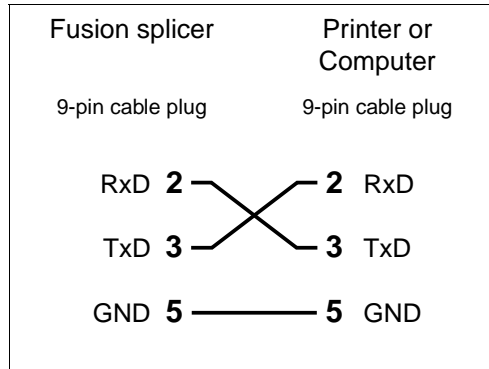 Fusion splicer Printer or
Computer
9-pin cable plug 9-pin cable plug
RxD 2 2 RxD
TxD 3 3 TxD
GND 5 5 GND